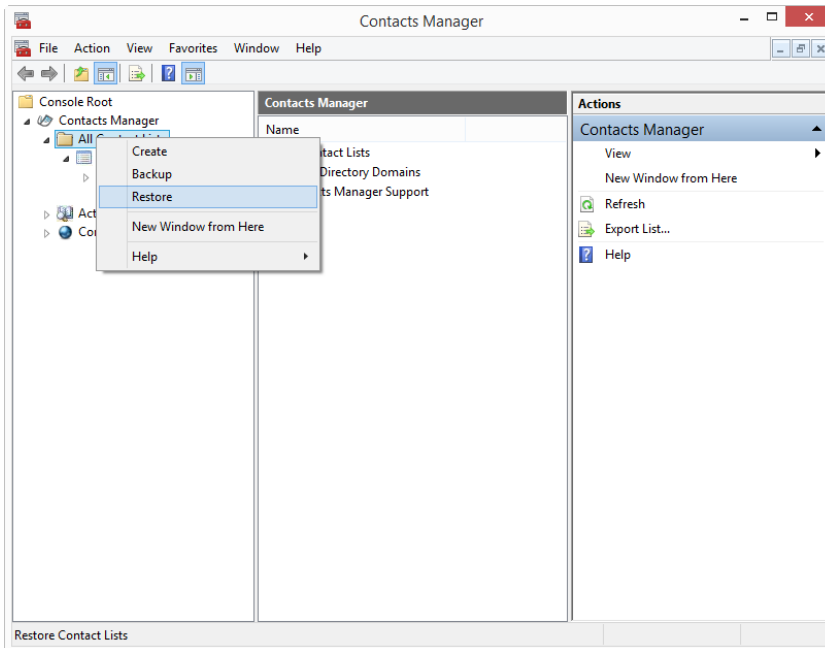 Contacts Manager
File Action View Favorites Window Help
Console Root
Contacts Manager
All
Create
Backup
Restore
New Window from Here
Help
Contacts Manager
Name
Lists
Directory Domains
Manager Support
Actions
Contacts Manager
View
New Window from Here
Refresh
Export List...
Help
Restore Contact Lists